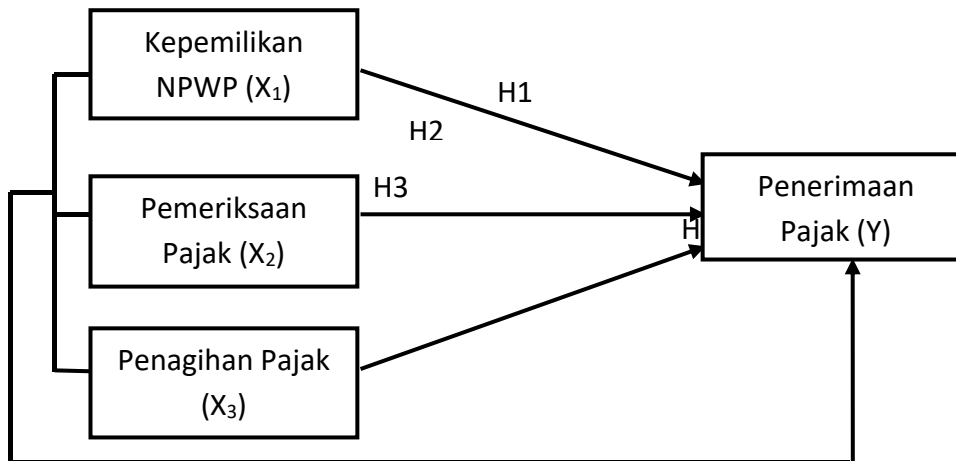 Kepemilikan
NPWP (X₁)
H1
H2
Pemeriksaan
Pajak (X₂)
H3
H
Penerimaan
Pajak (Y)
Penagihan Pajak
(X₃)